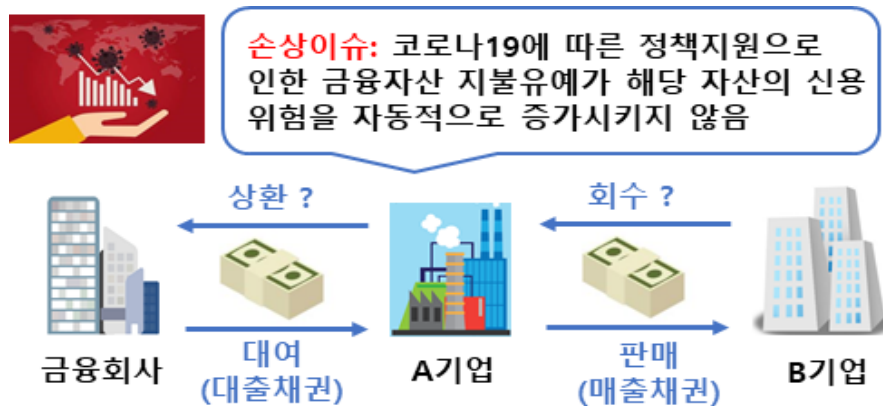 손상이슈: 코로나19에 따른 정책지원으로
인한 금융자산 지불유예가 해당 자산의 신용
위험을 자동적으로 증가시키지 않음
상환 ?
회수 ?
대여
(대출채권)
판매
(매출채권)
금융회사
A기업
B기업